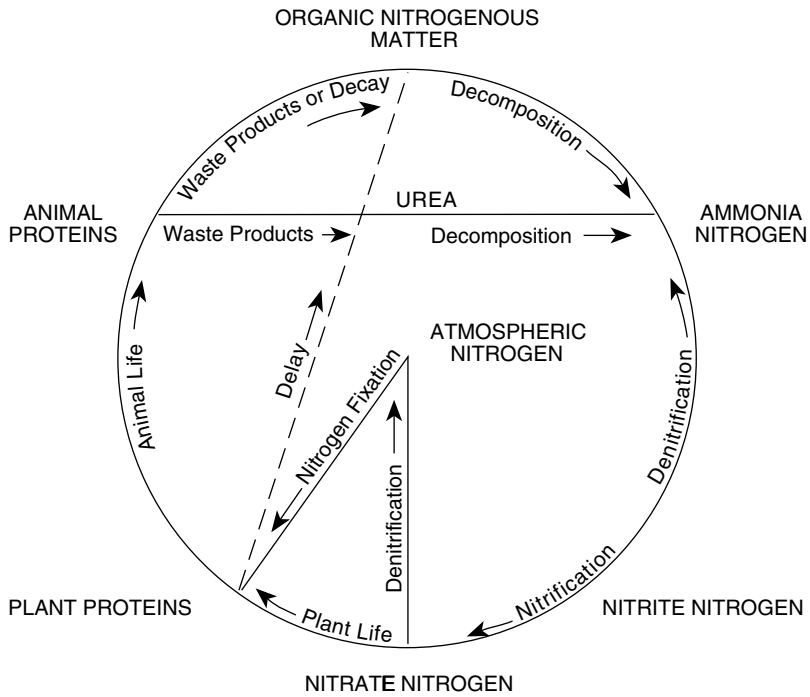 ORGANIC NITROGENOUS
MATTER
Waste Products or Decay
Decomposition
UREA
ANIMAL
PROTEINS
AMMONIA
NITROGEN
Waste Products
Decomposition
ATMOSPHERIC
NITROGEN
Animal Life
Delay
Nitrogen Fixation
Denitrification
Denitrification
Nitrification
Plant Life
PLANT PROTEINS
NITRITE NITROGEN
NITRATE NITROGEN